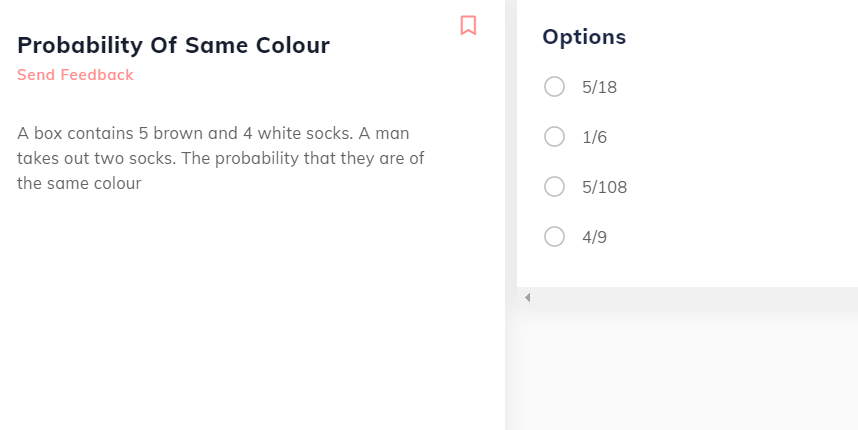 Probability Of Same Colour
Send Feedback
A box contains 5 brown and 4 white socks. A man
takes out two socks. The probability that they are of
the same colour
Options
5/18
1/6
5/108
4/9